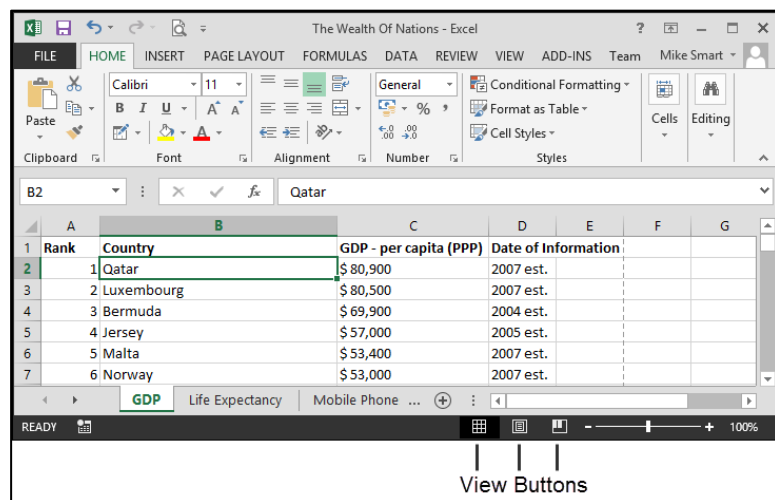 The Wealth Of Nations - Excel ?
FILE HOME INSERT PAGE LAYOUT FORMULAS DATA REVIEW VIEW ADD-INS Team Mike Smart
Calibri 11 General Conditional Formatting
B I U A A % , Format as Table
Paste Cells Editing
A .00 .00 Cell Styles
Clipboard Font Alignment Number Styles
B2 fx Qatar
A B C D E F G
1 Rank Country GDP - per capita (PPP) Date of Information
2 1 Qatar $ 80,900 2007 est.
3 2 Luxembourg $ 80,500 2007 est.
4 3 Bermuda $ 69,900 2004 est.
5 4 Jersey $ 57,000 2005 est.
6 5 Malta $ 53,400 2007 est.
7 6 Norway $ 53,000 2007 est.
GDP Life Expectancy Mobile Phone ...
READY 100%
View Buttons